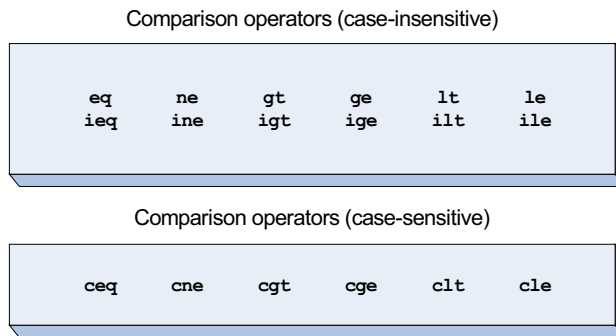 Comparison operators (case-insensitive)
eq ne gt ge lt le
ieq ine igt ige ilt ile
Comparison operators (case-sensitive)
ceq cne cgt cge clt cle